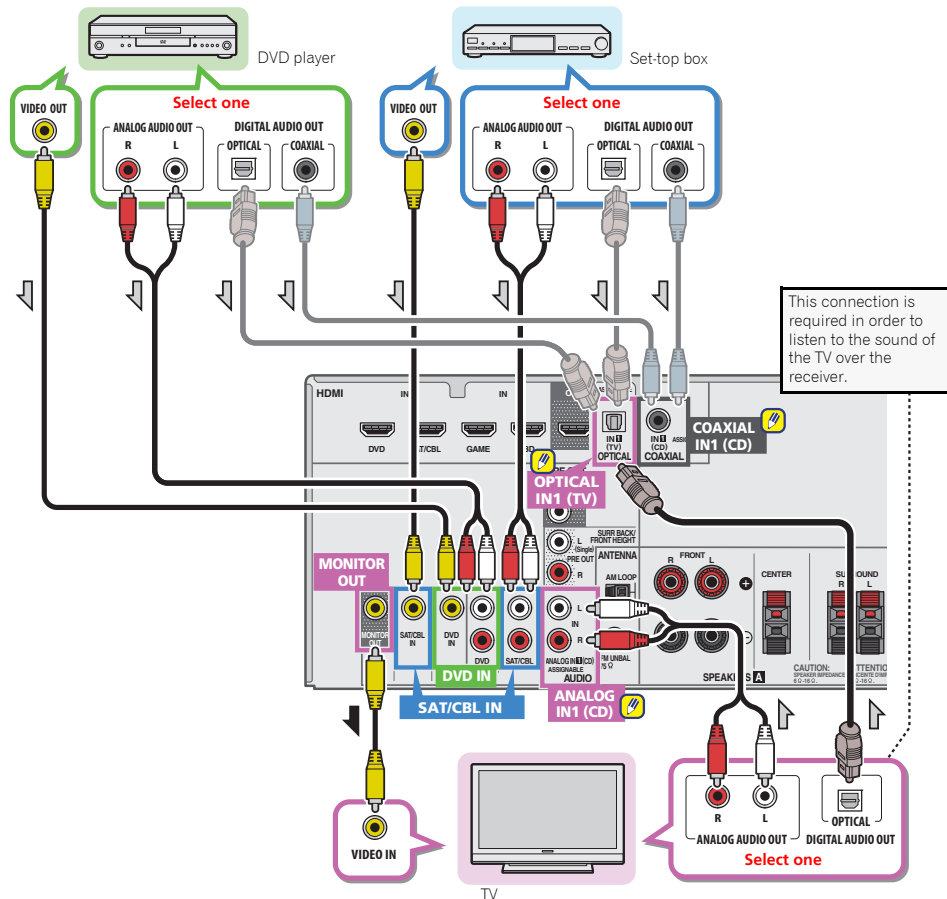 DVD player
Set-top box
VIDEO OUT
Select one
ANALOG AUDIO OUT
R L
DIGITAL AUDIO OUT
OPTICAL
COAXIAL
VIDEO OUT
Select one
ANALOG AUDIO OUT
R L
DIGITAL AUDIO OUT
OPTICAL
COAXIAL
This connection is
required in order to
listen to the sound of
the TV over the
receiver.
HDMI
IN
IN
DVD
GAME
IN 1
(TV)
OPTICAL
IN 1
(CD)
COAXIAL
COAXIAL
IN1 (CD)
OPTICAL
IN1 (TV)
SURR BACK/
FRONT HEIGHT
L
(Single)
PRE OUT
R
ANTENNA
AM LOOP
FM UNBAL
75 Ω
FRONT
R L
CENTER
R L
SPEAKERS A
CAUTION:
SPEAKER IMPEDANCE
6 Ω-16 Ω
MONITOR
OUT
MONITOR
OUT
SAT/CBL
IN
DVD
IN
DVD
SAT/CBL
L
IN
R
ANALOG IN 1 (CD)
ASSIGNABLE
AUDIO
DVD IN
SAT/CBL IN
ANALOG
IN1 (CD)
VIDEO IN
TV
R L
ANALOG AUDIO OUT
OPTICAL
DIGITAL AUDIO OUT
Select one